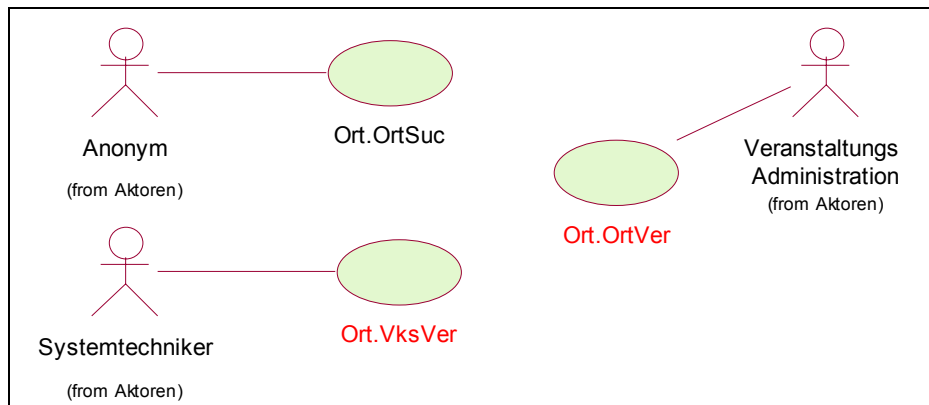 Anonym
(from Aktoren)
Ort.OrtSuc
Veranstaltungs
Administration
(from Aktoren)
Ort.OrtVer
Systemtechniker
(from Aktoren)
Ort.VksVer